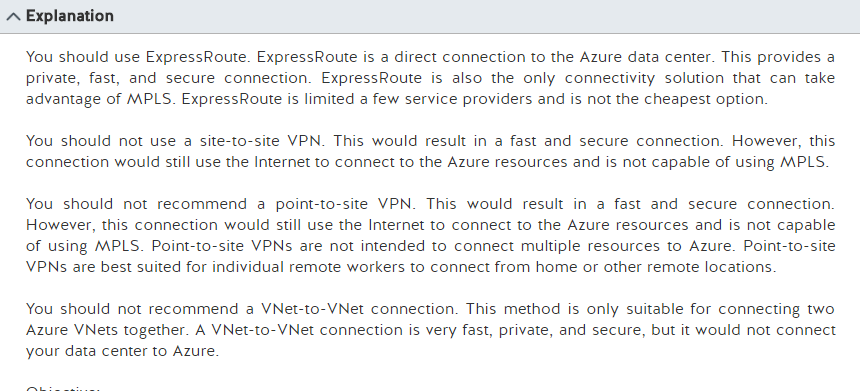 Explanation
You should use ExpressRoute. ExpressRoute is a direct connection to the Azure data center. This provides a
private, fast, and secure connection. ExpressRoute is also the only connectivity solution that can take
advantage of MPLS. ExpressRoute is limited a few service providers and is not the cheapest option.
You should not use a site-to-site VPN. This would result in a fast and secure connection. However, this
connection would still use the Internet to connect to the Azure resources and is not capable of using MPLS.
You should not recommend a point-to-site VPN. This would result in a fast and secure connection.
However, this connection would still use the Internet to connect to the Azure resources and is not capable
of using MPLS. Point-to-site VPNs are not intended to connect multiple resources to Azure. Point-to-site
VPNs are best suited for individual remote workers to connect from home or other remote locations.
You should not recommend a VNet-to-VNet connection. This method is only suitable for connecting two
Azure VNets together. A VNet-to-VNet connection is very fast, private, and secure, but it would not connect
your data center to Azure.